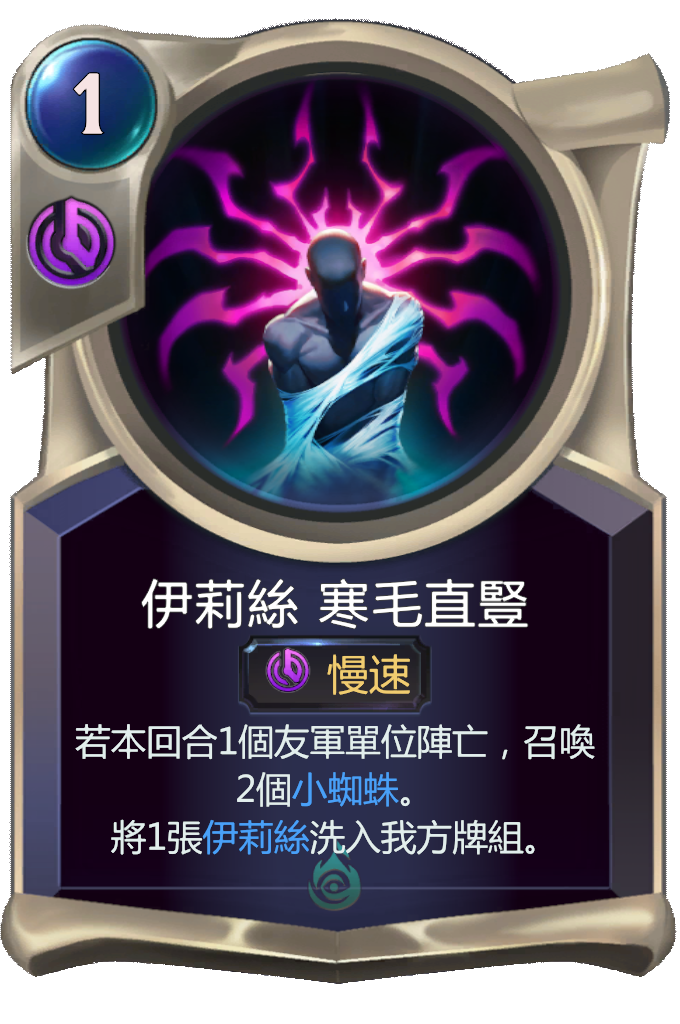 1
伊莉絲 寒毛直豎
慢速
若本回合1個友軍單位陣亡，召喚
2個小蜘蛛。
將1張伊莉絲洗入我方牌組。